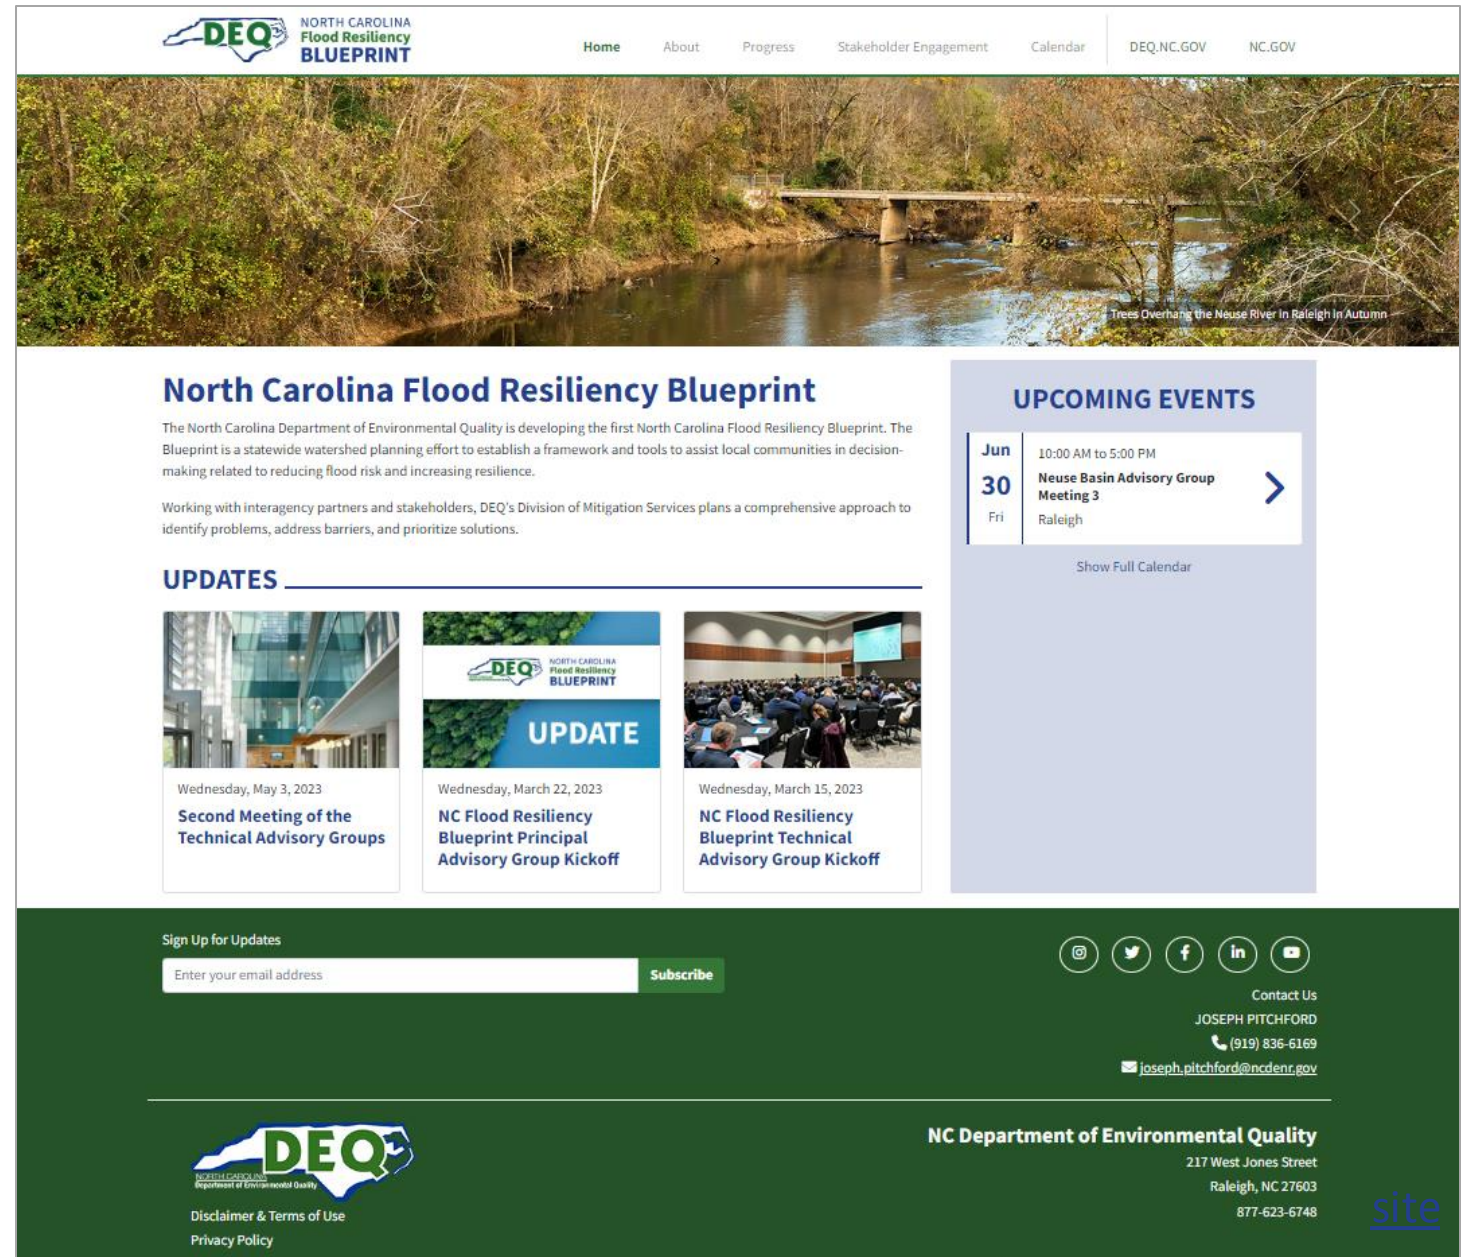 DEQ
NORTH CAROLINA
Flood Resiliency
BLUEPRINT
Home
About
Progress
Stakeholder Engagement
Calendar
DEQ.NC.GOV
NC.GOV
Trees Overhang the Neuse River in Raleigh in Autumn
North Carolina Flood Resiliency Blueprint
The North Carolina Department of Environmental Quality is developing the first North Carolina Flood Resiliency Blueprint. The
Blueprint is a statewide watershed planning effort to establish a framework and tools to assist local communities in decision-
making related to reducing flood risk and increasing resilience.
Working with interagency partners and stakeholders, DEQ's Division of Mitigation Services plans a comprehensive approach to
identify problems, address barriers, and prioritize solutions.
UPCOMING EVENTS
Jun
30
Fri
10:00 AM to 5:00 PM
Neuse Basin Advisory Group
Meeting 3
Raleigh
Show Full Calendar
UPDATES
Wednesday, May 3, 2023
Second Meeting of the
Technical Advisory Groups
DEQ
NORTH CAROLINA
Flood Resiliency
BLUEPRINT
UPDATE
Wednesday, March 22, 2023
NC Flood Resiliency
Blueprint Principal
Advisory Group Kickoff
Wednesday, March 15, 2023
NC Flood Resiliency
Blueprint Technical
Advisory Group Kickoff
Sign Up for Updates
Enter your email address
Subscribe
Contact Us
JOSEPH PITCHFORD
(919) 836-6169
joseph.pitchford@ncdenr.gov
DEQ
NORTH CAROLINA
Department of Environmental Quality
Disclaimer & Terms of Use
Privacy Policy
NC Department of Environmental Quality
217 West Jones Street
Raleigh, NC 27603
877-623-6748
site